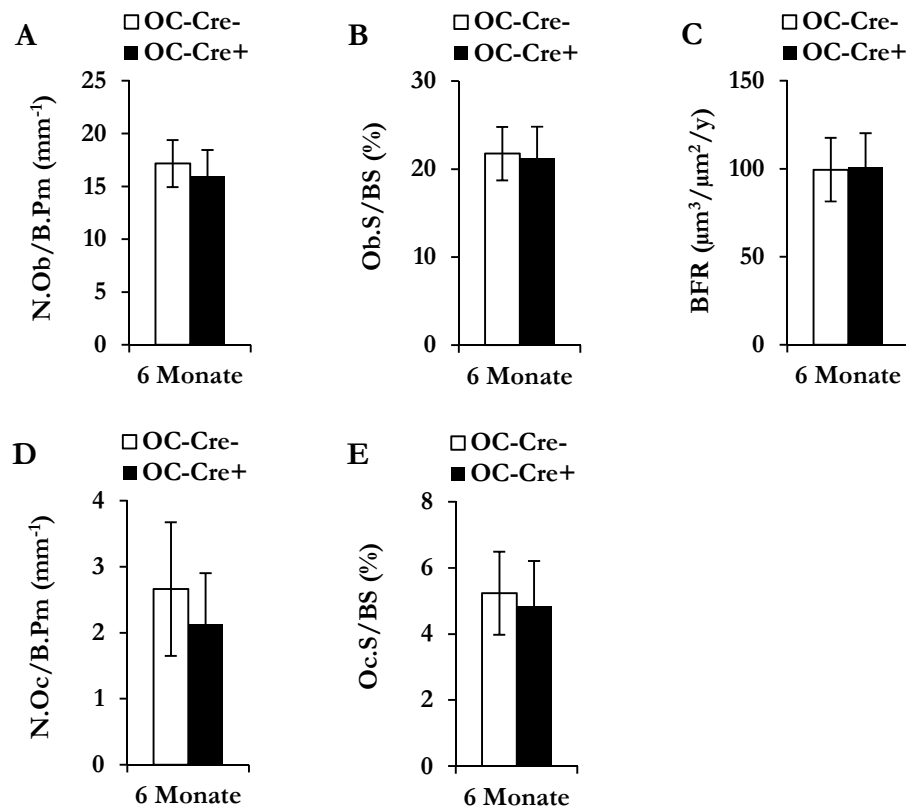 A
OC-Cre-
OC-Cre+
N.Ob/B.Pm (mm⁻¹)
25
20
15
10
5
0
6 Monate
B
OC-Cre-
OC-Cre+
Ob.S/BS (%)
30
20
10
0
6 Monate
C
OC-Cre-
OC-Cre+
BFR (µm³/µm²/y)
150
100
50
0
6 Monate
D
OC-Cre-
OC-Cre+
N.Oc/B.Pm (mm⁻¹)
4
3
2
1
0
6 Monate
E
OC-Cre-
OC-Cre+
Oc.S/BS (%)
8
6
4
2
0
6 Monate